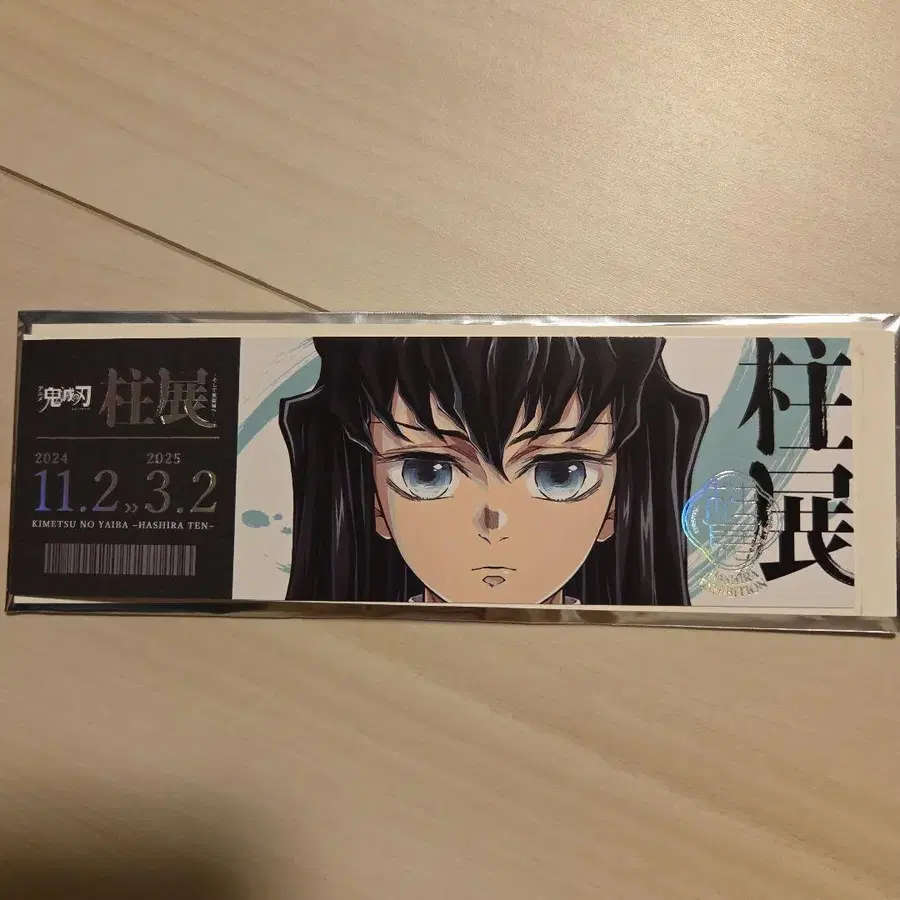 鬼滅の刃
柱展
2024 2025
11.2 » 3.2
KIMETSU NO YAIBA -HASHIRA TEN-
柱展
HASHIRA
EXHIBITION